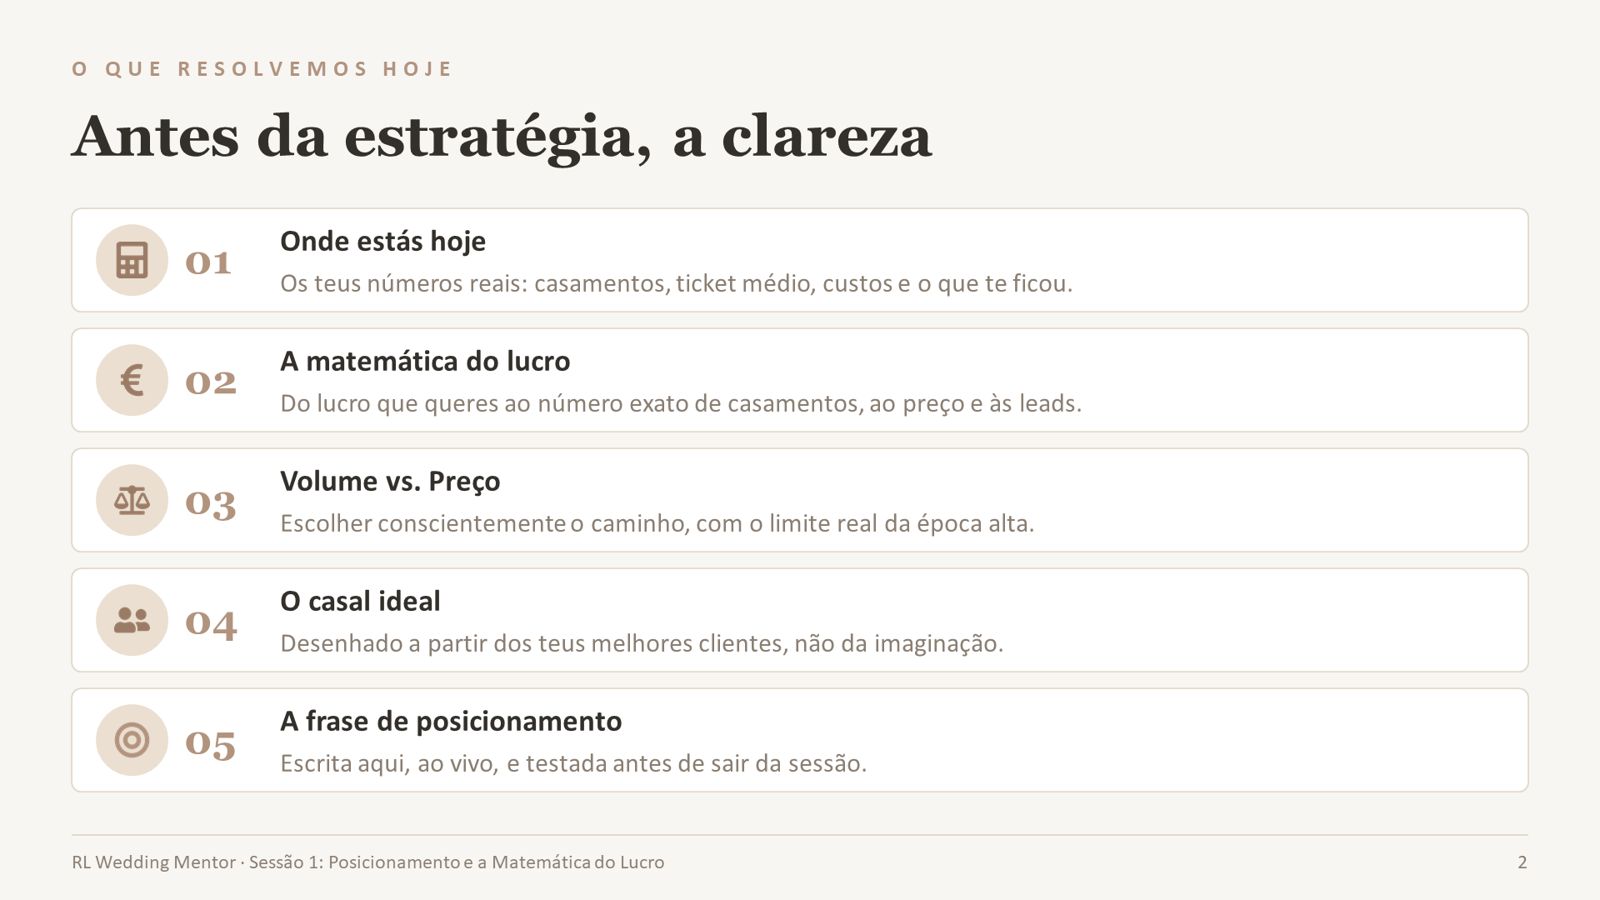 O QUE RESOLVEMOS HOJE
Antes da estratégia, a clareza
01
Onde estás hoje
Os teus números reais: casamentos, ticket médio, custos e o que te ficou.
€
02
A matemática do lucro
Do lucro que queres ao número exato de casamentos, ao preço e às leads.
03
Volume vs. Preço
Escolher conscientemente o caminho, com o limite real da época alta.
04
O casal ideal
Desenhado a partir dos teus melhores clientes, não da imaginação.
05
A frase de posicionamento
Escrita aqui, ao vivo, e testada antes de sair da sessão.
RL Wedding Mentor · Sessão 1: Posicionamento e a Matemática do Lucro
2